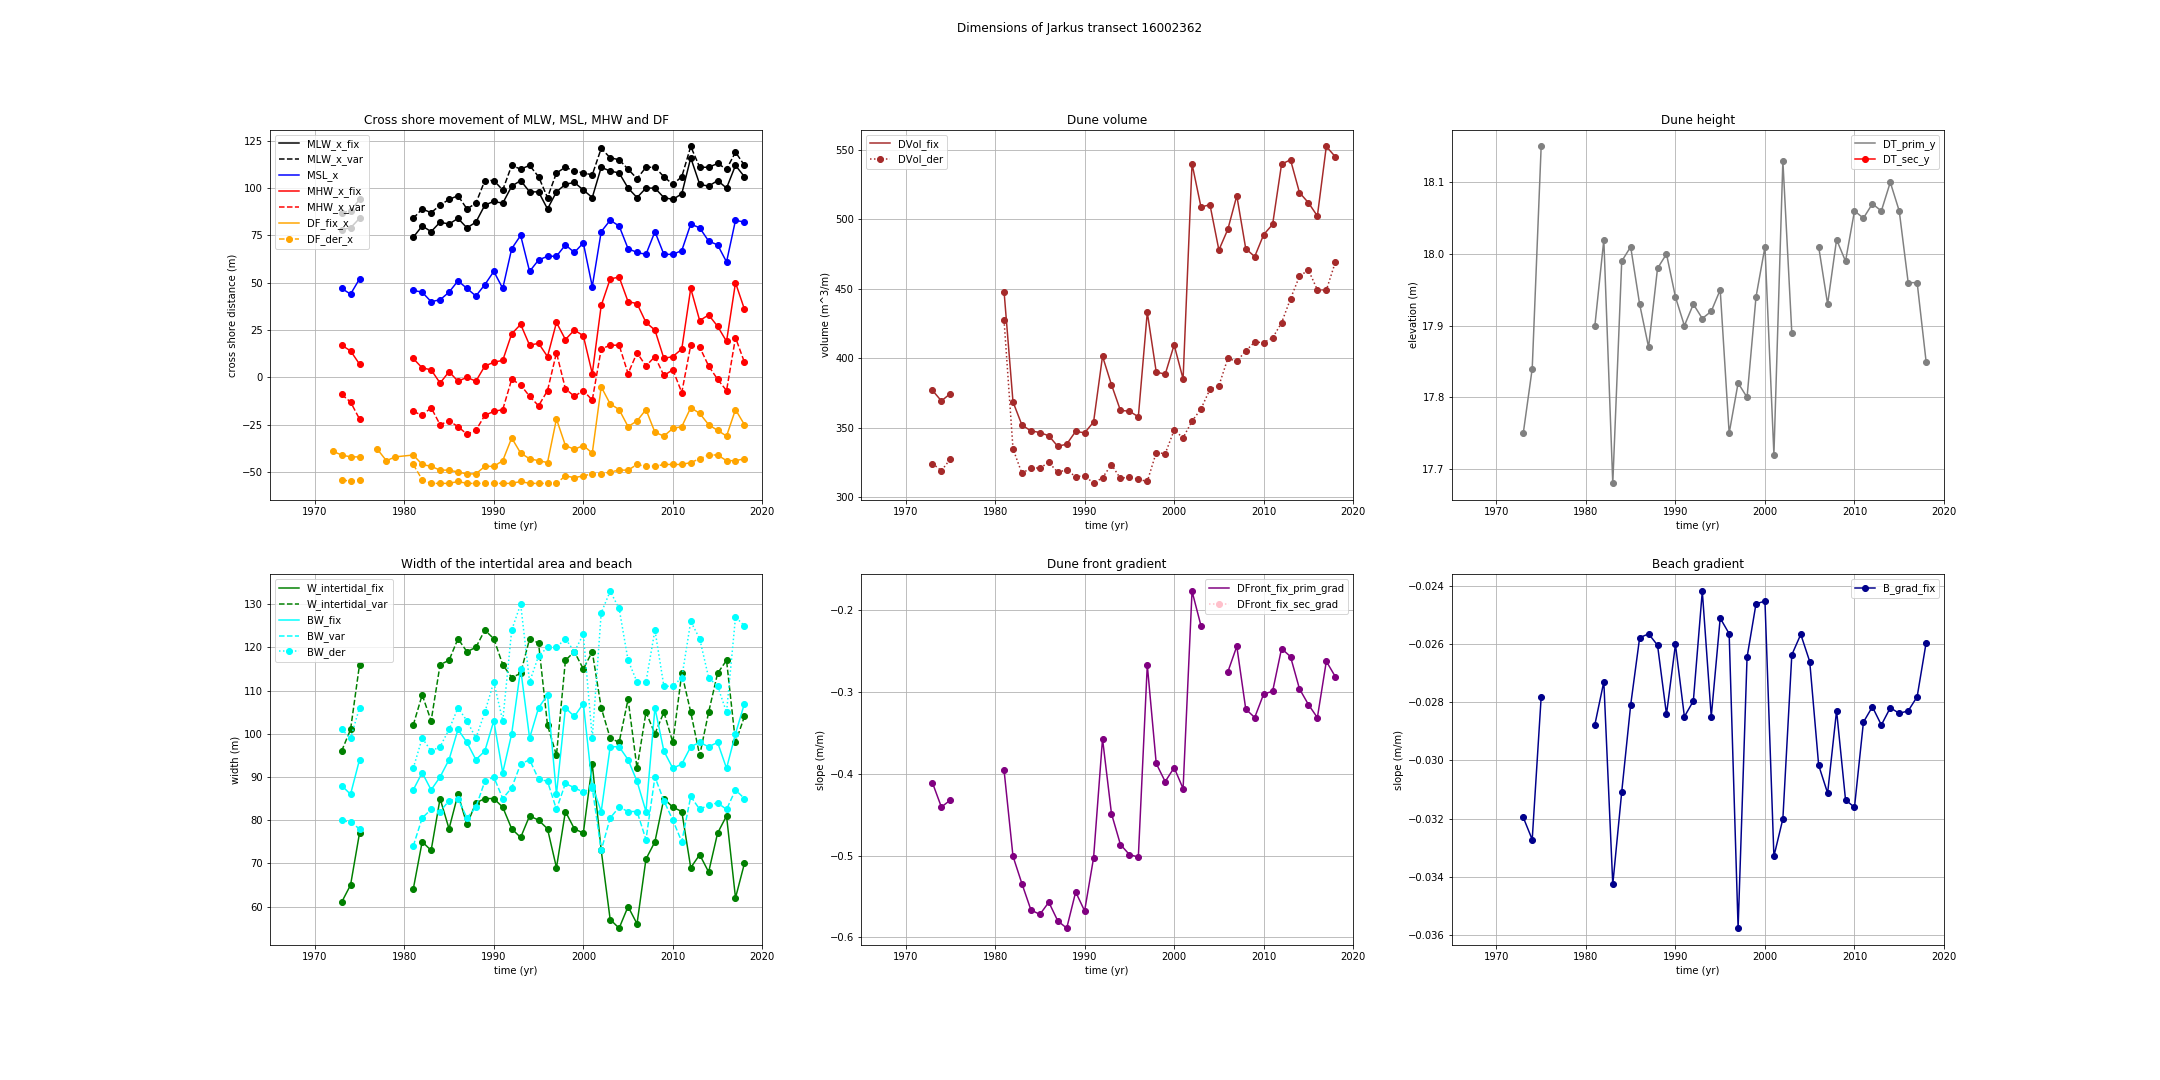 Dimensions of Jarkus transect 16002362
Cross shore movement of MLW, MSL, MHW and DF
cross shore distance (m)
125
100
75
50
25
0
−25
−50
MLW_x_fix
MLW_x_var
MSL_x
MHW_x_fix
MHW_x_var
DF_fix_x
DF_der_x
1970 1980 1990 2000 2010 2020
time (yr)
Dune volume
volume (m^3/m)
550
500
450
400
350
300
DVol_fix
DVol_der
1970 1980 1990 2000 2010 2020
time (yr)
Dune height
elevation (m)
18.1
18.0
17.9
17.8
17.7
DT_prim_y
DT_sec_y
1970 1980 1990 2000 2010 2020
time (yr)
Width of the intertidal area and beach
width (m)
130
120
110
100
90
80
70
60
W_intertidal_fix
W_intertidal_var
BW_fix
BW_var
BW_der
1970 1980 1990 2000 2010 2020
time (yr)
Dune front gradient
slope (m/m)
−0.2
−0.3
−0.4
−0.5
−0.6
DFront_fix_prim_grad
DFront_fix_sec_grad
1970 1980 1990 2000 2010 2020
time (yr)
Beach gradient
slope (m/m)
−0.024
−0.026
−0.028
−0.030
−0.032
−0.034
−0.036
B_grad_fix
1970 1980 1990 2000 2010 2020
time (yr)